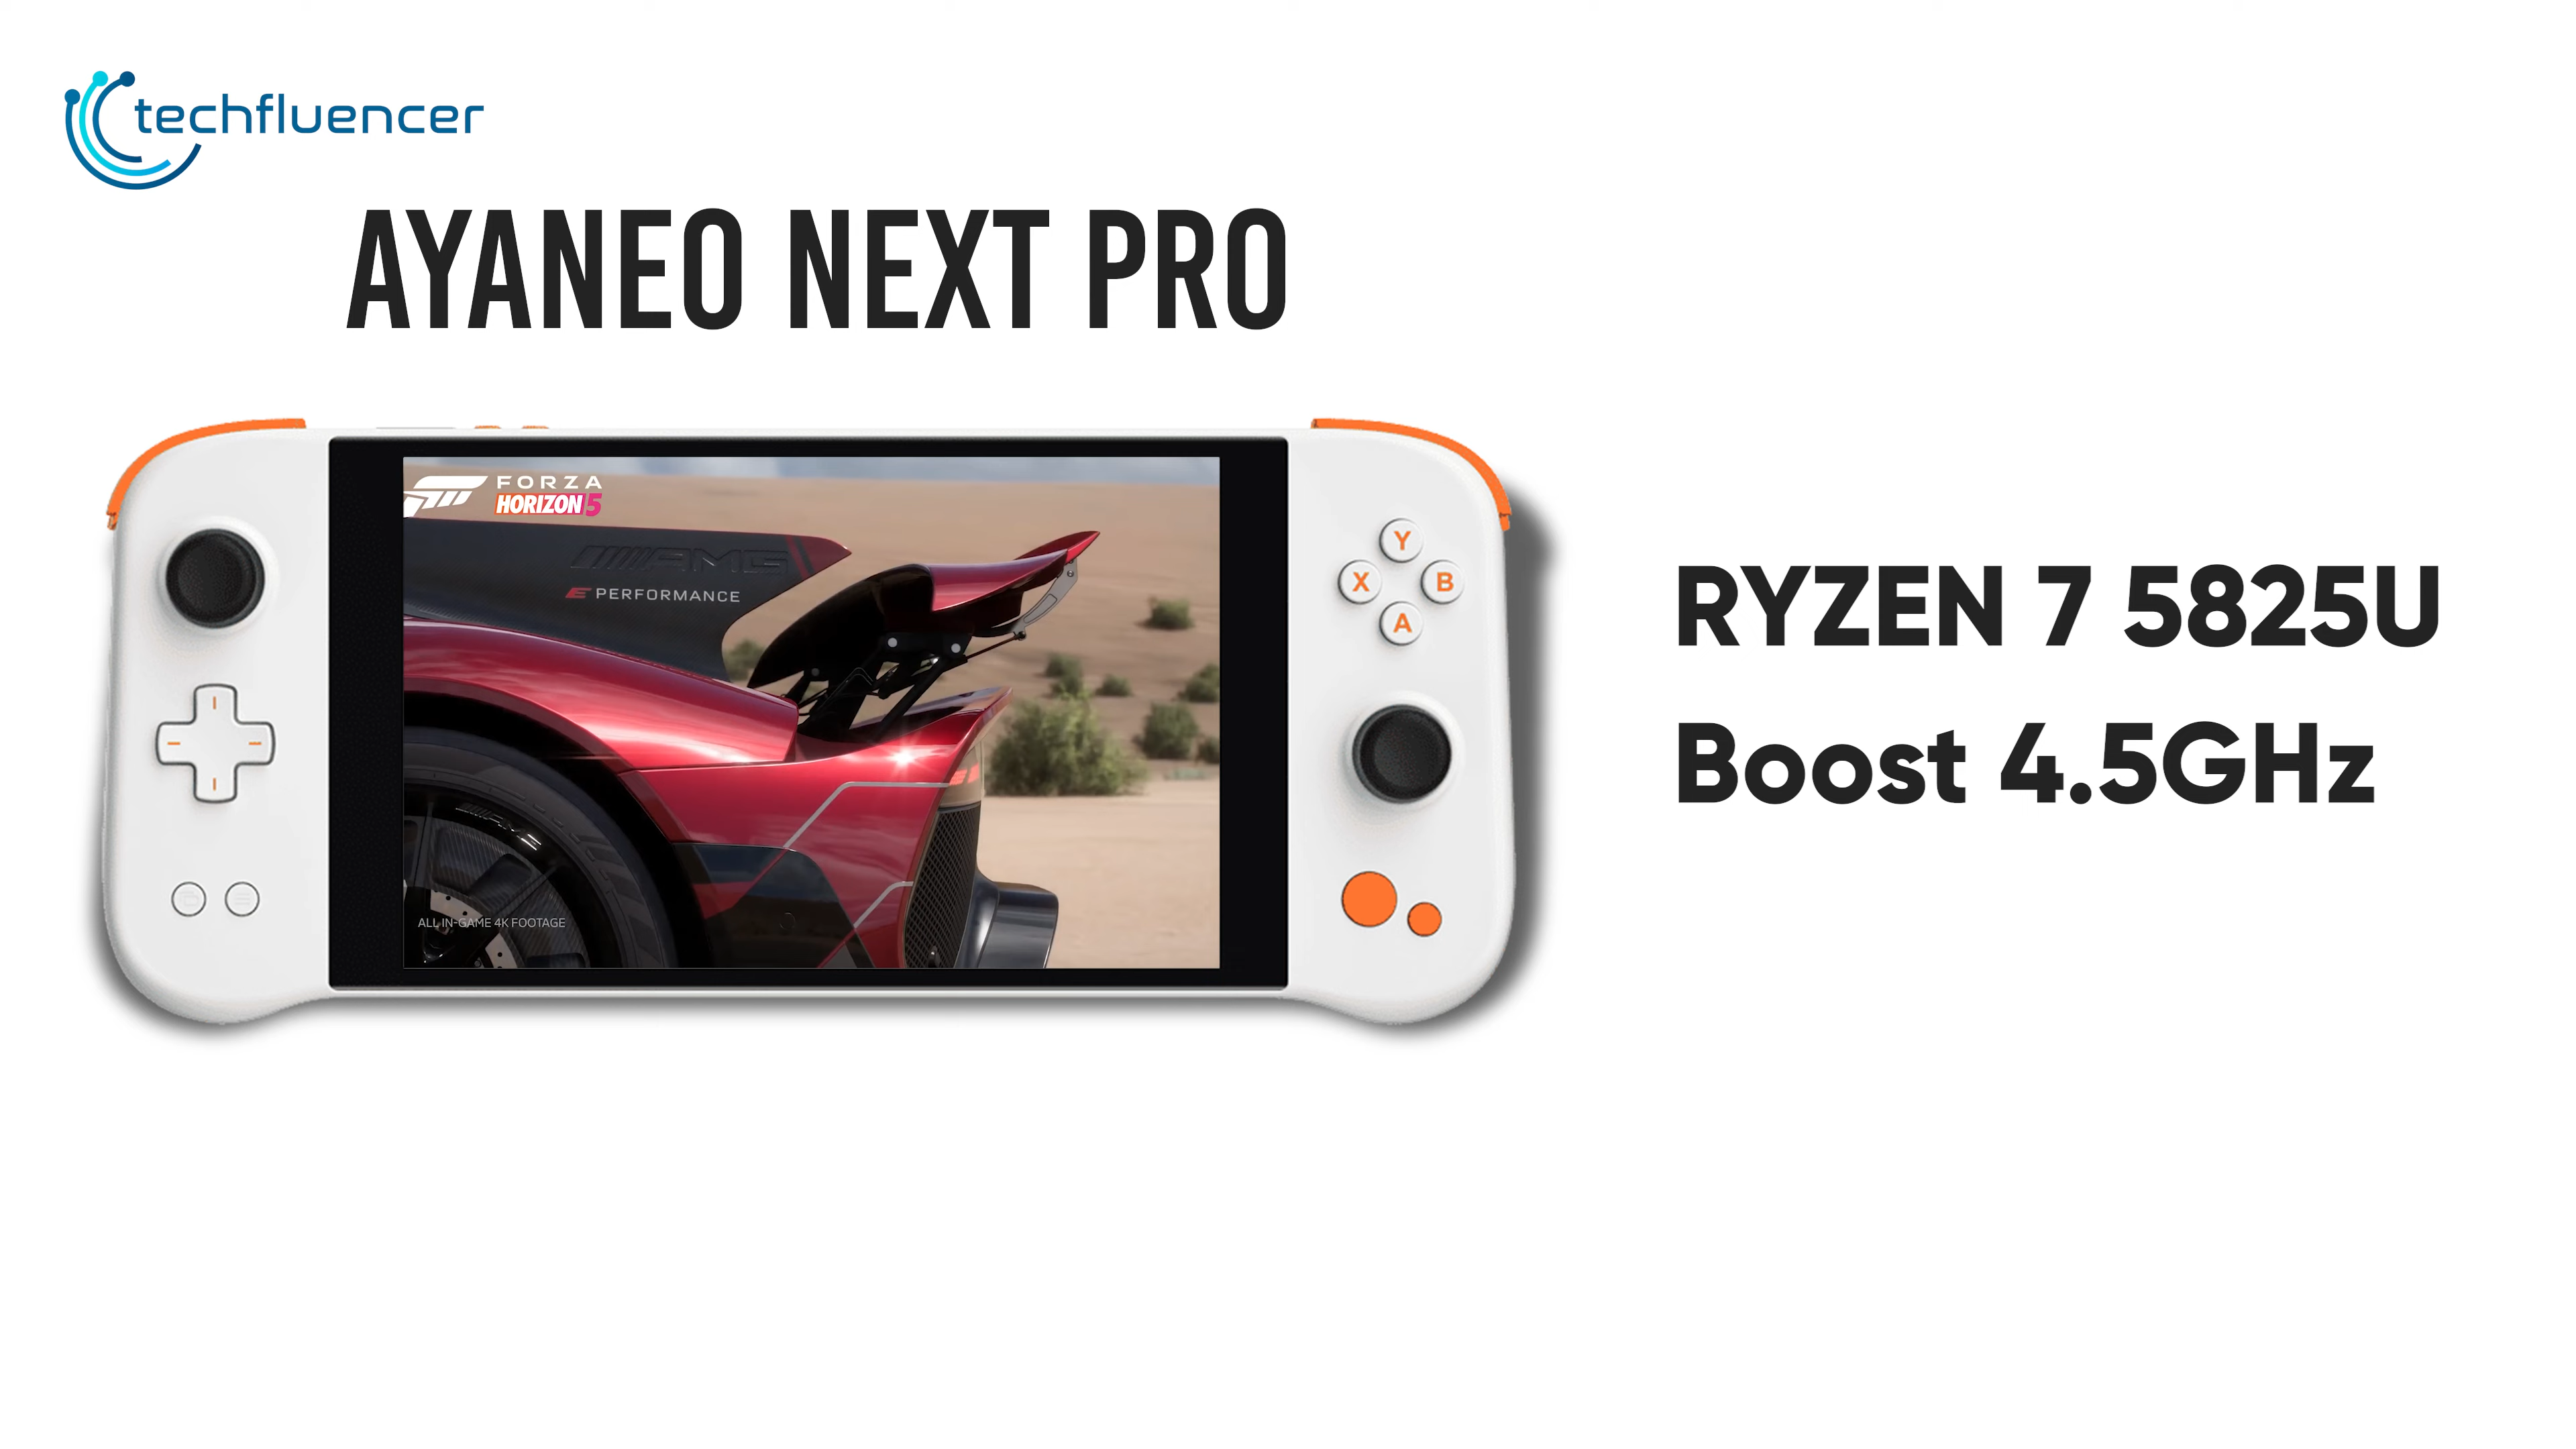 techfluencer
AYANEO NEXT PRO
FORZA
HORIZON 5
AMG
E PERFORMANCE
Y
X B
A
ALL IN-GAME 4K FOOTAGE
RYZEN 7 5825U
Boost 4.5GHz